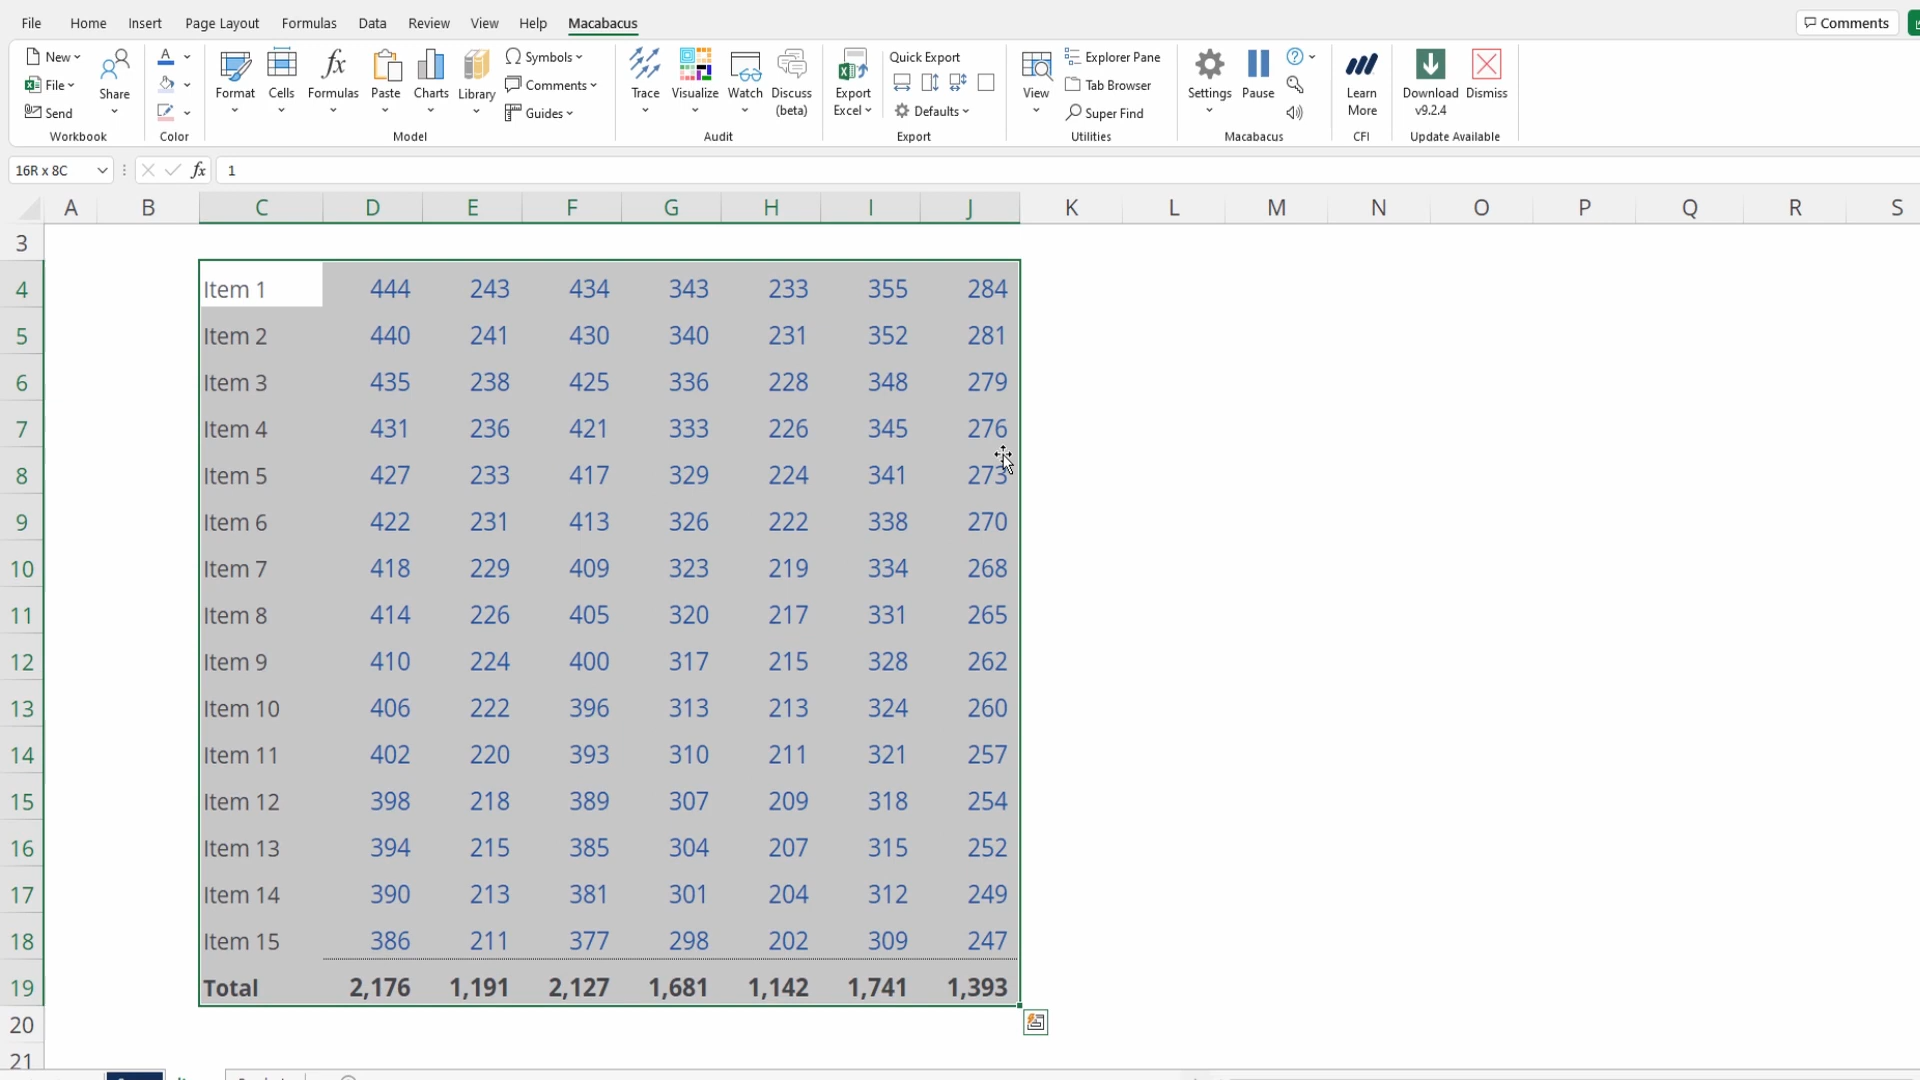 File Home Insert Page Layout Formulas Data Review View Help Macabacus Comments
New File Send Share Workbook
Color
Format Cells Formulas Paste Charts Library Symbols Comments Guides Model
Trace Visualize Watch Discuss (beta) Audit
Export Excel Quick Export Defaults Export
View Explorer Pane Tab Browser Super Find Utilities
Settings Pause Macabacus
Learn More CFI
Download v9.2.4 Dismiss Update Available
16R x 8C fx 1
A B C D E F G H I J K L M N O P Q R S
3
4 Item 1 444 243 434 343 233 355 284
5 Item 2 440 241 430 340 231 352 281
6 Item 3 435 238 425 336 228 348 279
7 Item 4 431 236 421 333 226 345 276
8 Item 5 427 233 417 329 224 341 273
9 Item 6 422 231 413 326 222 338 270
10 Item 7 418 229 409 323 219 334 268
11 Item 8 414 226 405 320 217 331 265
12 Item 9 410 224 400 317 215 328 262
13 Item 10 406 222 396 313 213 324 260
14 Item 11 402 220 393 310 211 321 257
15 Item 12 398 218 389 307 209 318 254
16 Item 13 394 215 385 304 207 315 252
17 Item 14 390 213 381 301 204 312 249
18 Item 15 386 211 377 298 202 309 247
19 Total 2,176 1,191 2,127 1,681 1,142 1,741 1,393
20
21